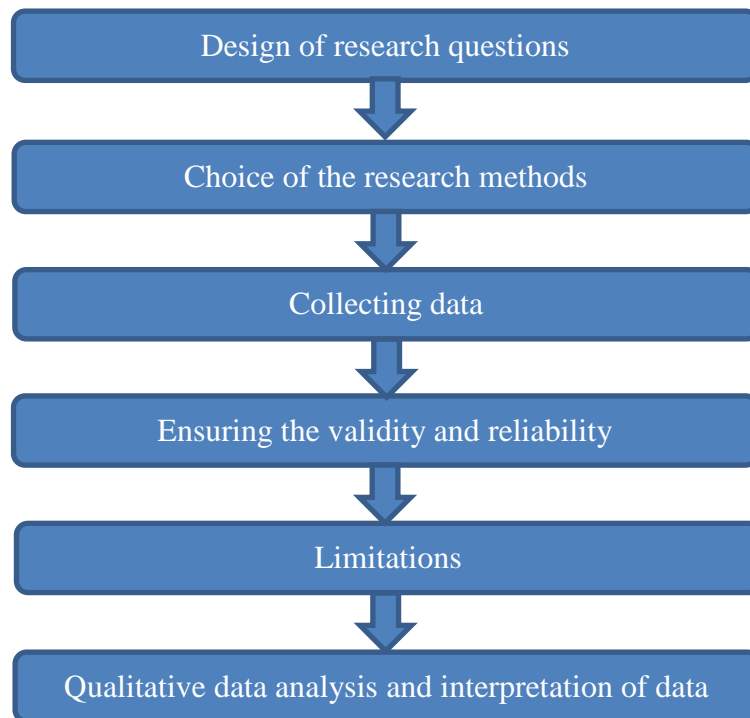 Design of research questions
Choice of the research methods
Collecting data
Ensuring the validity and reliability
Limitations
Qualitative data analysis and interpretation of data